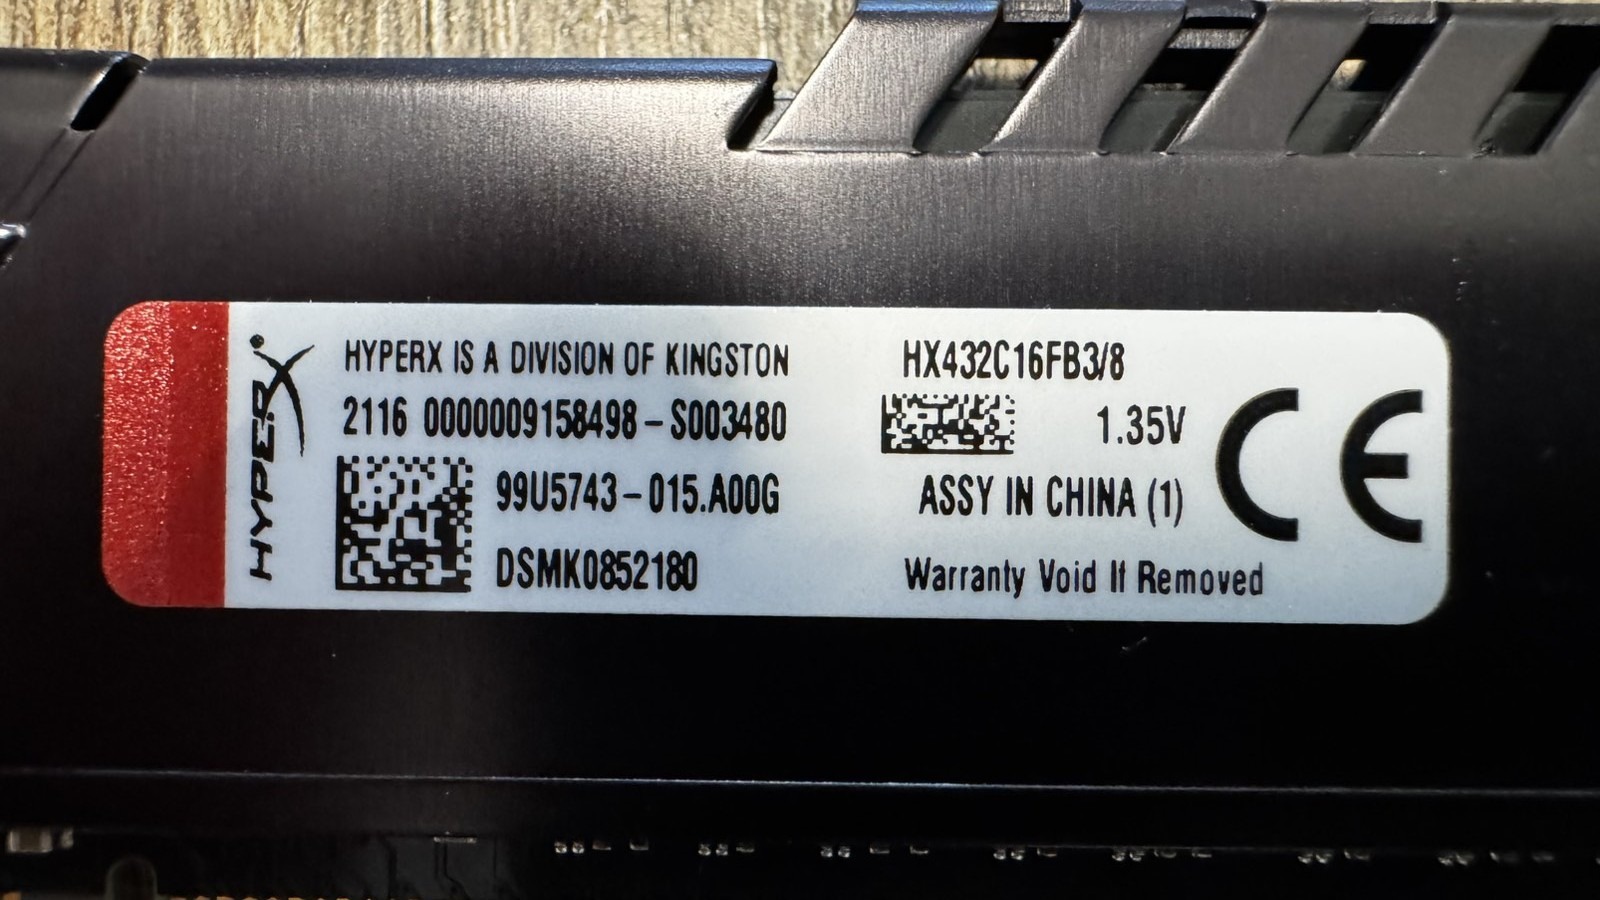 HYPERX
HYPERX IS A DIVISION OF KINGSTON
2116 0000009158498-S003480
99U5743-015.A00G
DSMK0852180
HX432C16FB3/8
1.35V
ASSY IN CHINA (1)
Warranty Void If Removed
CE